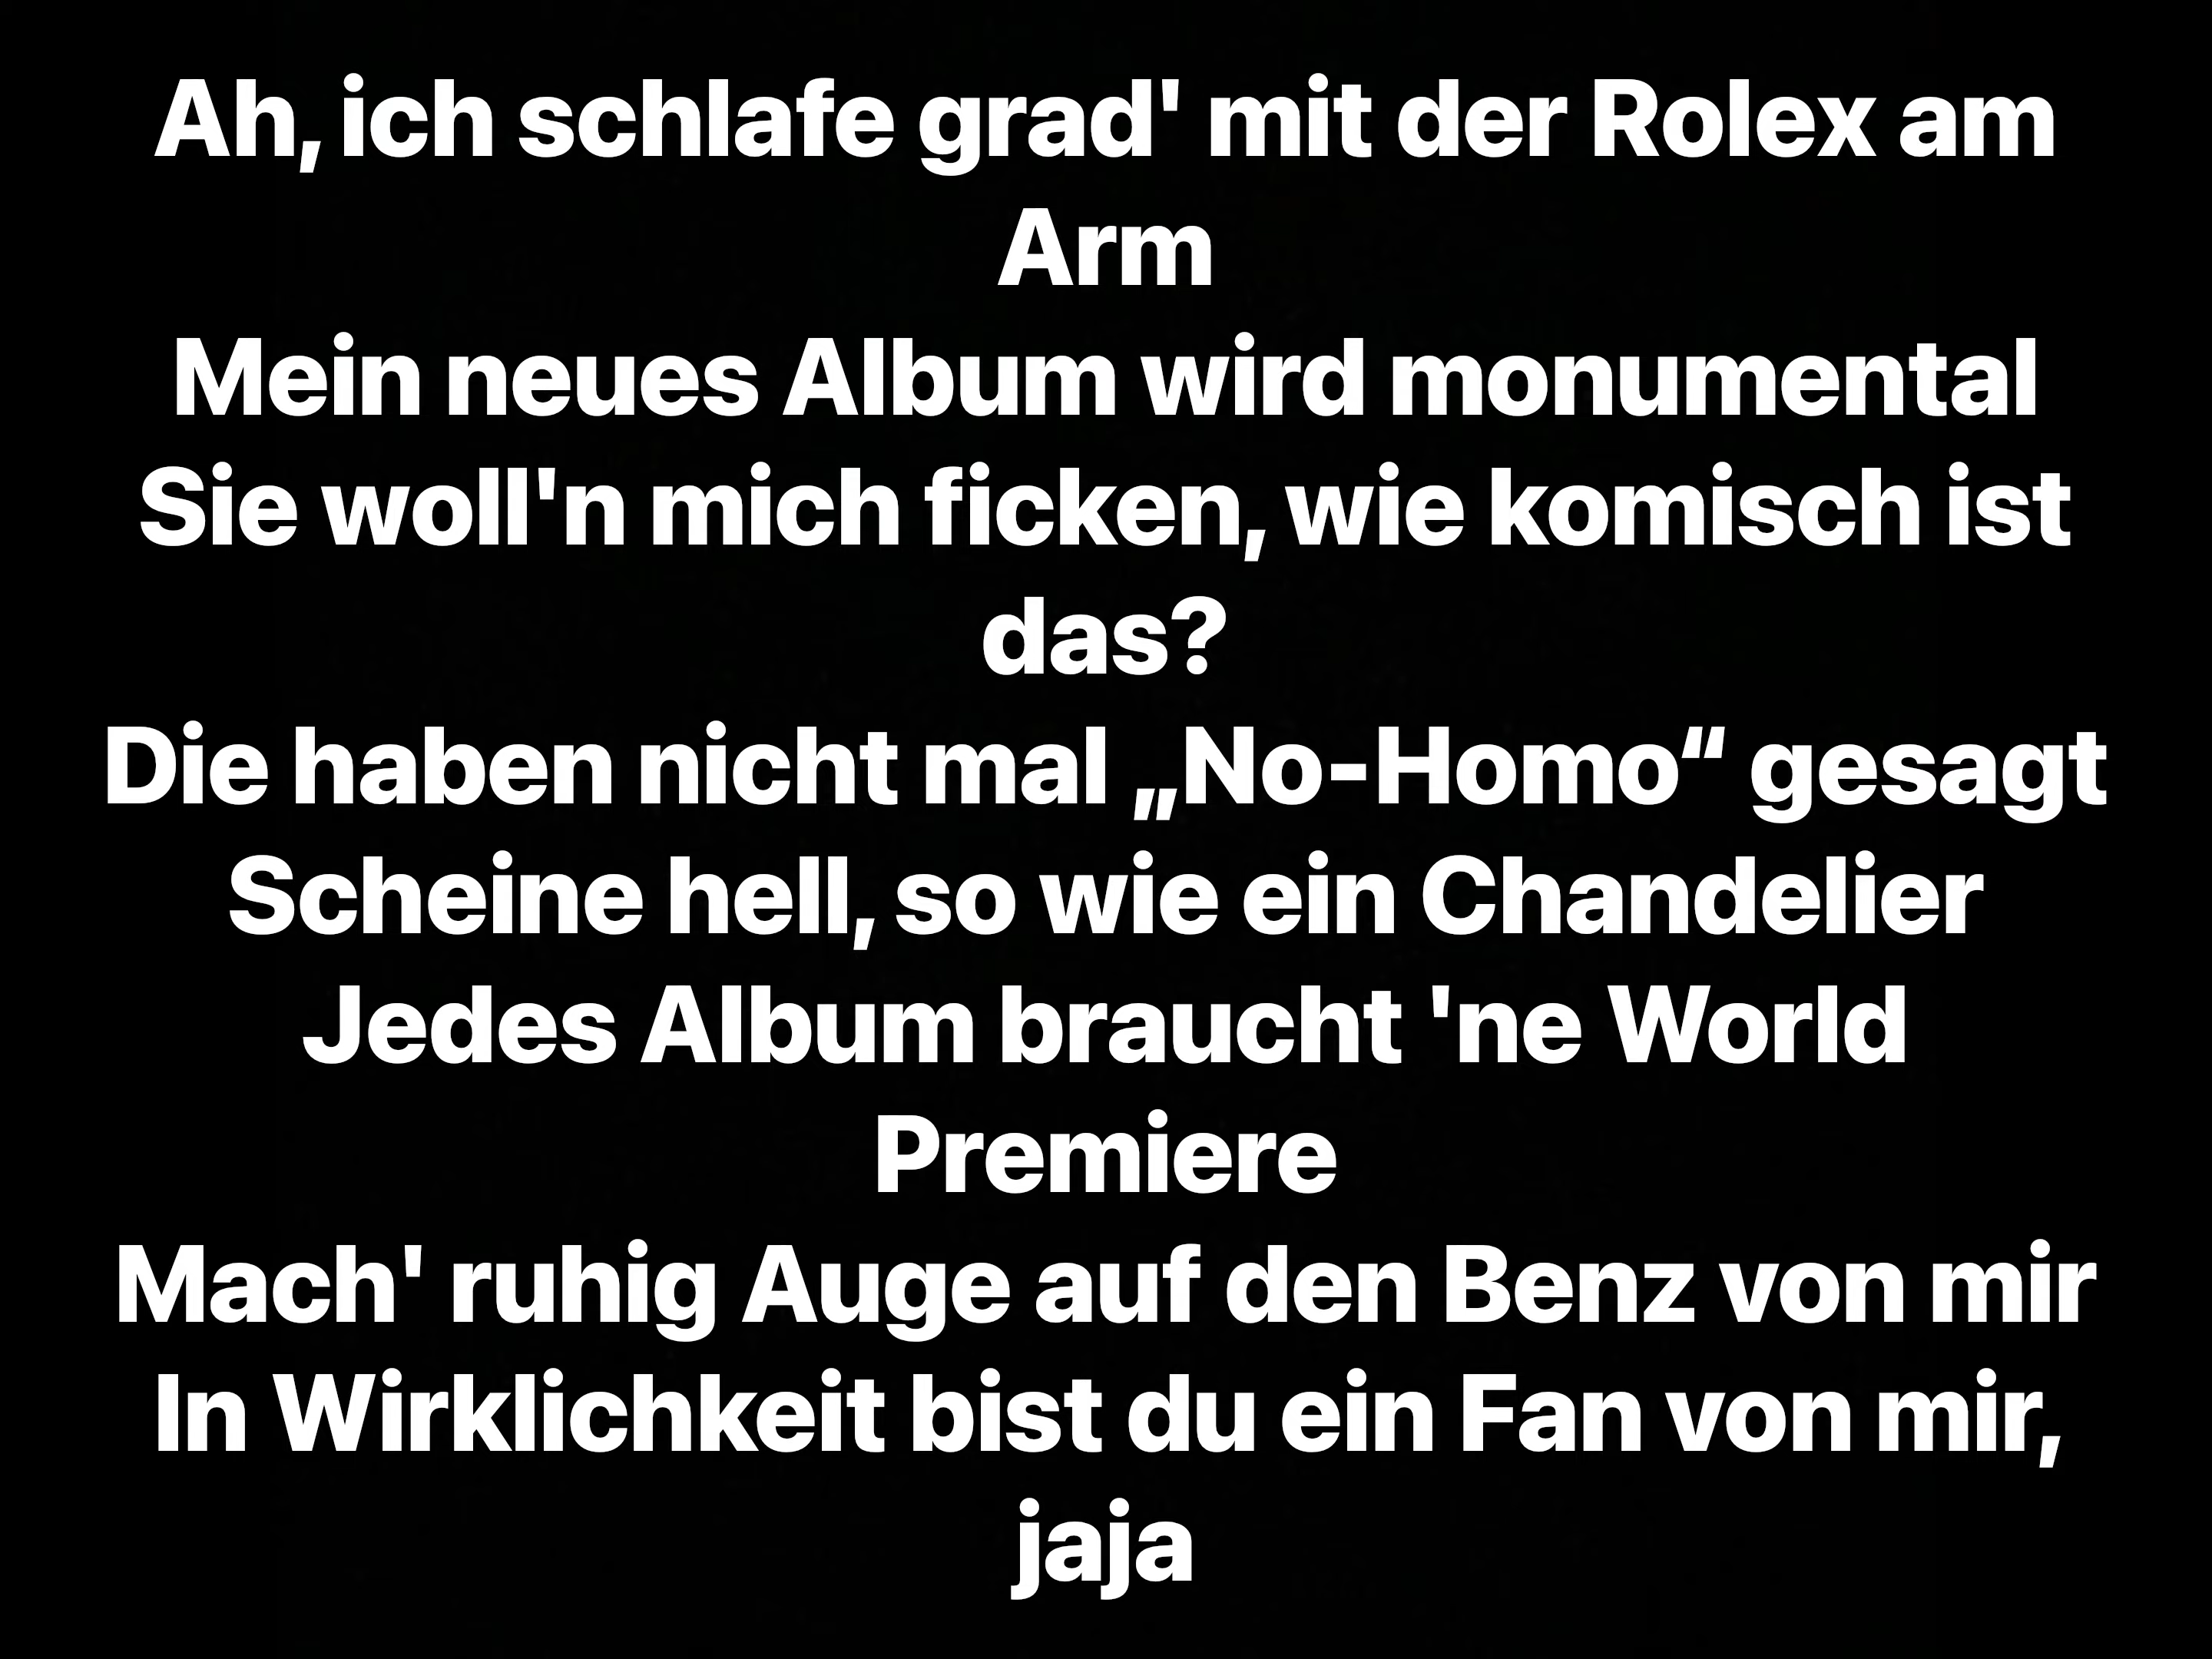 Ah, ich schlafe grad' mit der Rolex am
Arm
Mein neues Album wird monumental
Sie woll'n mich ficken, wie komisch ist
das?
Die haben nicht mal „No-Homo“ gesagt
Scheine hell, so wie ein Chandelier
Jedes Album braucht 'ne World
Premiere
Mach' ruhig Auge auf den Benz von mir
In Wirklichkeit bist du ein Fan von mir,
jaja